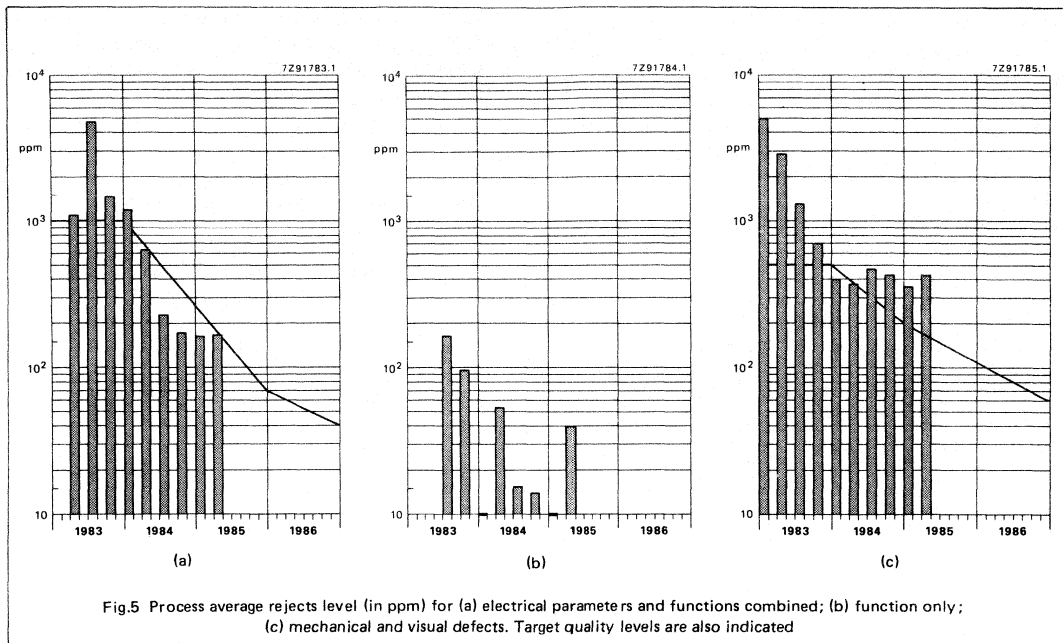 7Z91783.1
10⁴
ppm
10³
10²
10
1983 1984 1985 1986
(a)
7Z91784.1
10⁴
ppm
10³
10²
10
1983 1984 1985 1986
(b)
7Z91785.1
10⁴
ppm
10³
10²
10
1983 1984 1985 1986
(c)
Fig.5 Process average rejects level (in ppm) for (a) electrical parameters and functions combined; (b) function only;
(c) mechanical and visual defects. Target quality levels are also indicated